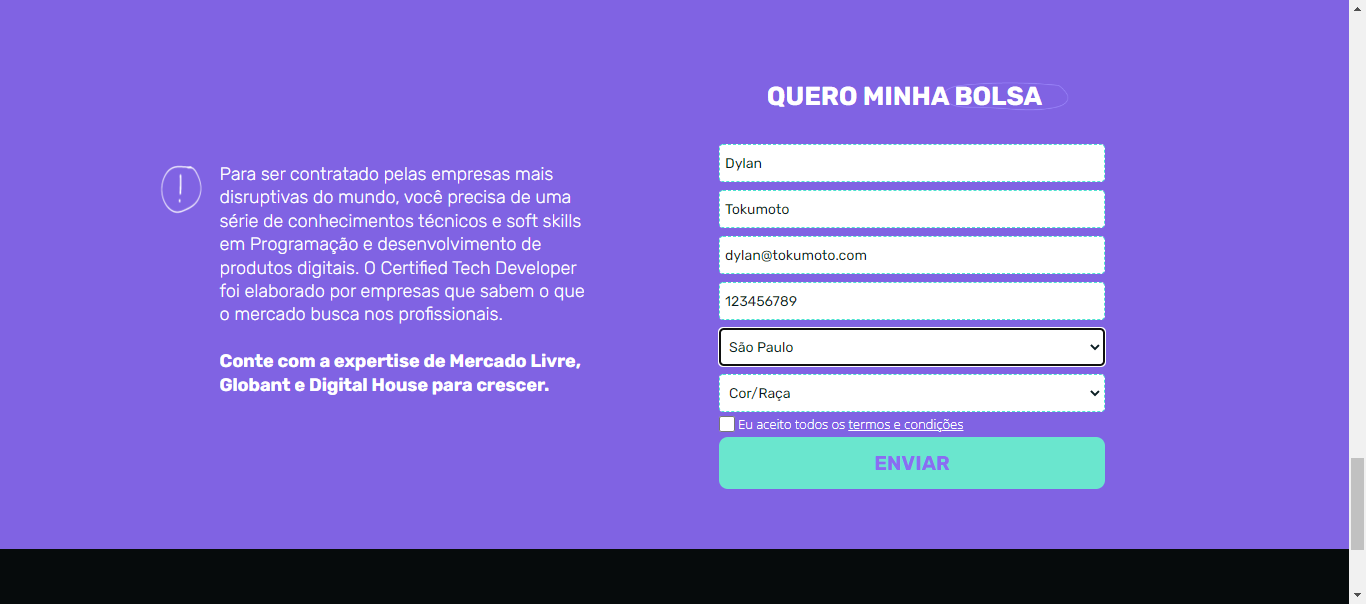 QUERO MINHA BOLSA
!
Para ser contratado pelas empresas mais
disruptivas do mundo, você precisa de uma
série de conhecimentos técnicos e soft skills
em Programação e desenvolvimento de
produtos digitais. O Certified Tech Developer
foi elaborado por empresas que sabem o que
o mercado busca nos profissionais.
Conte com a expertise de Mercado Livre,
Globant e Digital House para crescer.
Dylan
Tokumoto
dylan@tokumoto.com
123456789
São Paulo
Cor/Raça
Eu aceito todos os termos e condições
ENVIAR